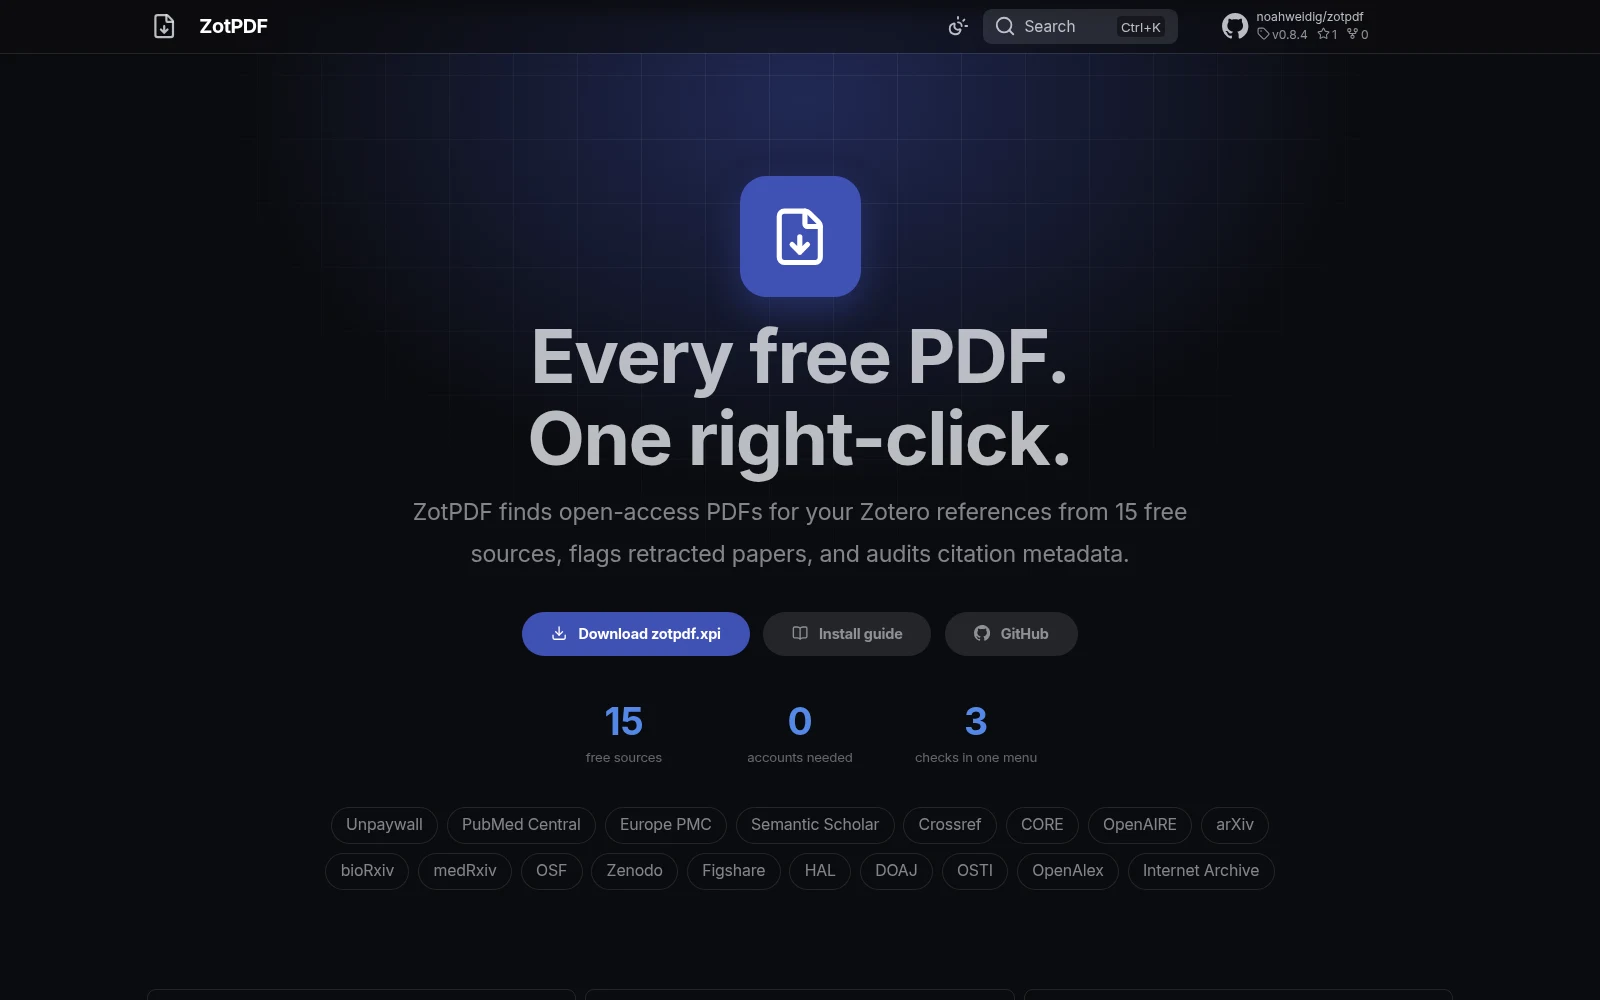 ZotPDF
Search Ctrl+K
noahweidig/zotpdf
v0.8.4 1 0
Every free PDF.
One right-click.
ZotPDF finds open-access PDFs for your Zotero references from 15 free
sources, flags retracted papers, and audits citation metadata.
Download zotpdf.xpi Install guide GitHub
15 0 3
free sources accounts needed checks in one menu
Unpaywall PubMed Central Europe PMC Semantic Scholar Crossref CORE OpenAIRE arXiv
bioRxiv medRxiv OSF Zenodo Figshare HAL DOAJ OSTI OpenAlex Internet Archive